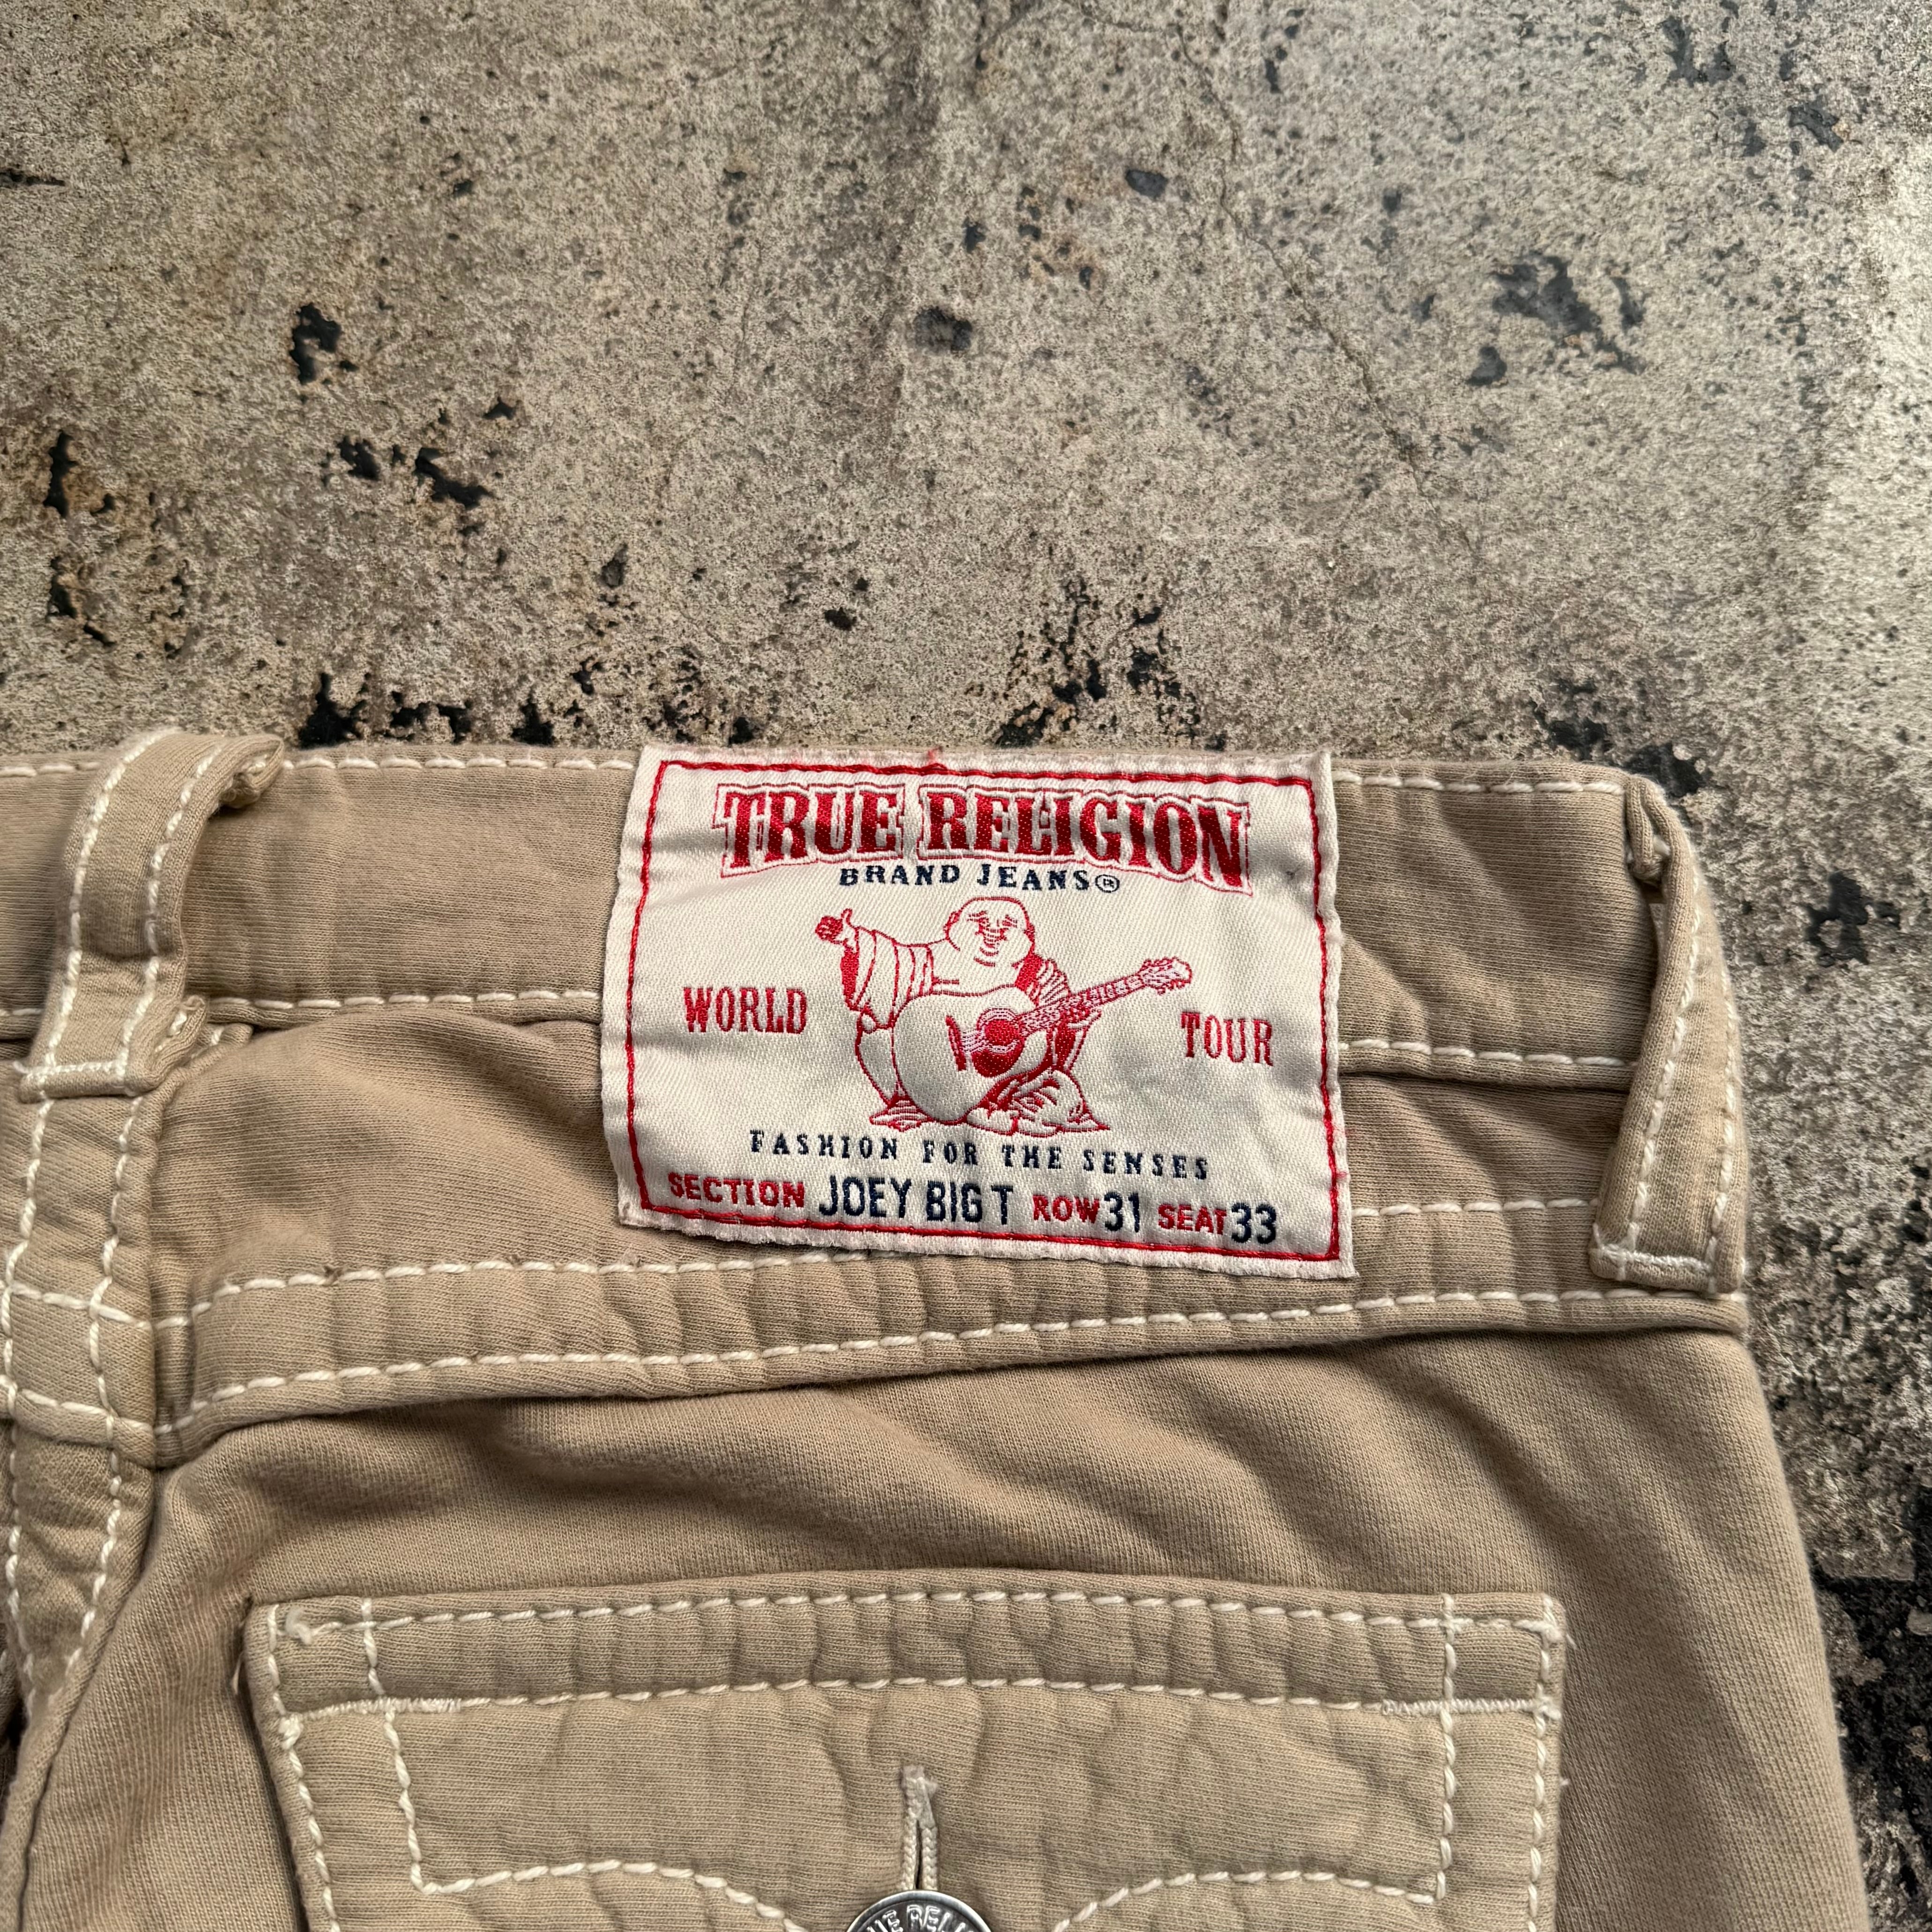 TRUE RELIGION
BRAND JEANS®
WORLD TOUR
FASHION FOR THE SENSES
SECTION JOEY BIG T ROW 31 SEAT 33